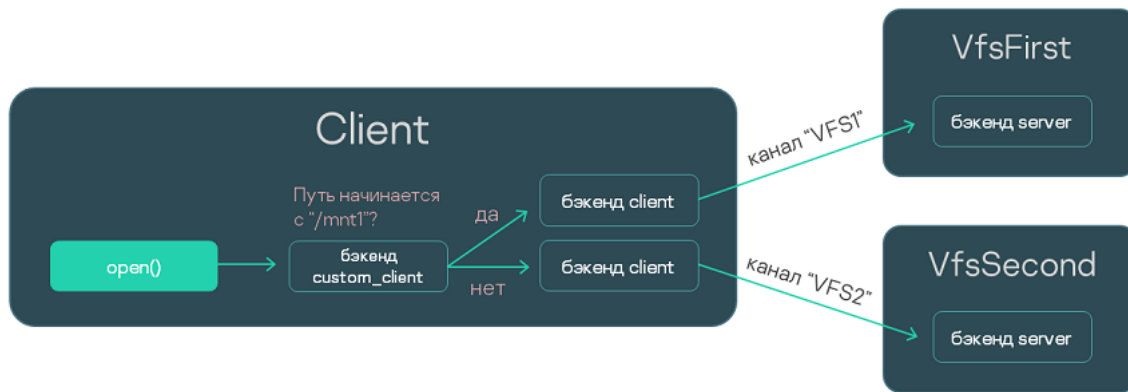 Client
Путь начинается
с "/mnt1"?
open()
бэкенд
custom_client
да
нет
бэкенд client
бэкенд client
канал "VFS1"
канал "VFS2"
VfsFirst
бэкенд server
VfsSecond
бэкенд server